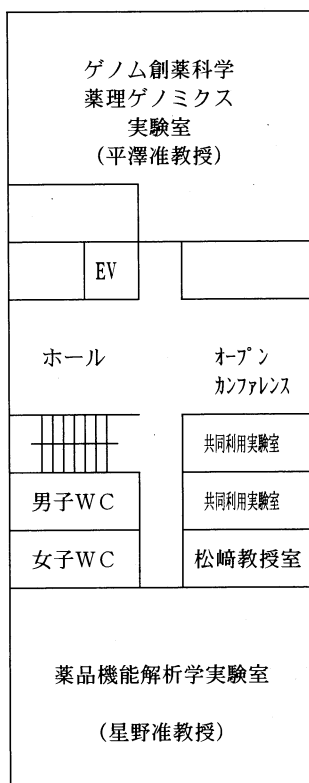 ゲノム創薬科学
薬理ゲノミクス
実験室
(平澤准教授)
EV
ホール
オープン
カンファレンス
共同利用実験室
男子WC
共同利用実験室
女子WC
松﨑教授室
薬品機能解析学実験室
(星野准教授)